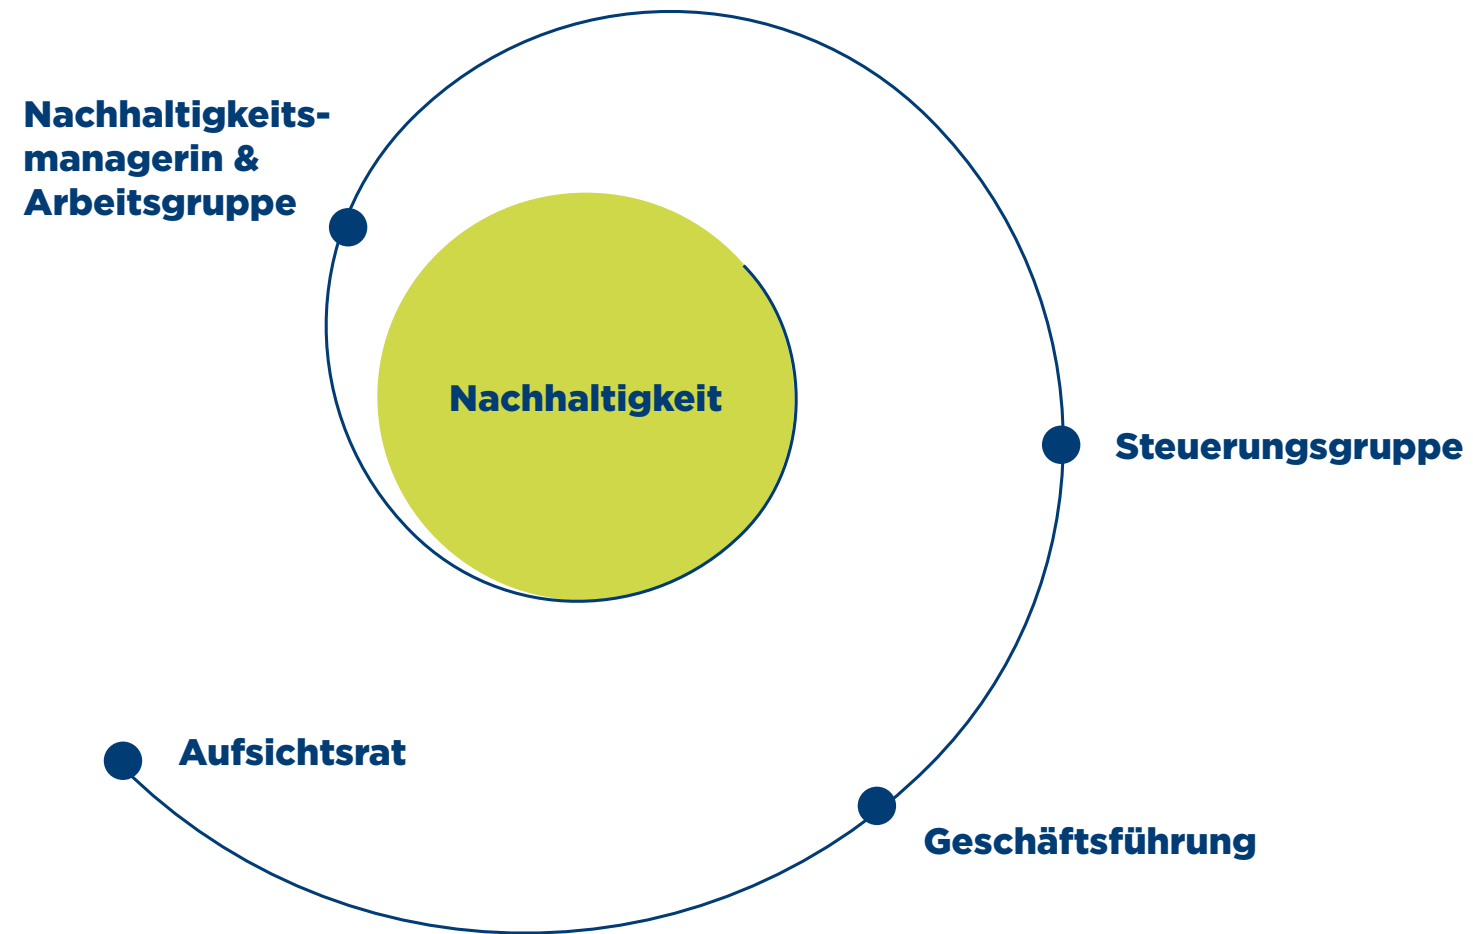 Nachhaltigkeits-
managerin &
Arbeitsgruppe
Nachhaltigkeit
Steuerungsgruppe
Aufsichtsrat
Geschäftsführung